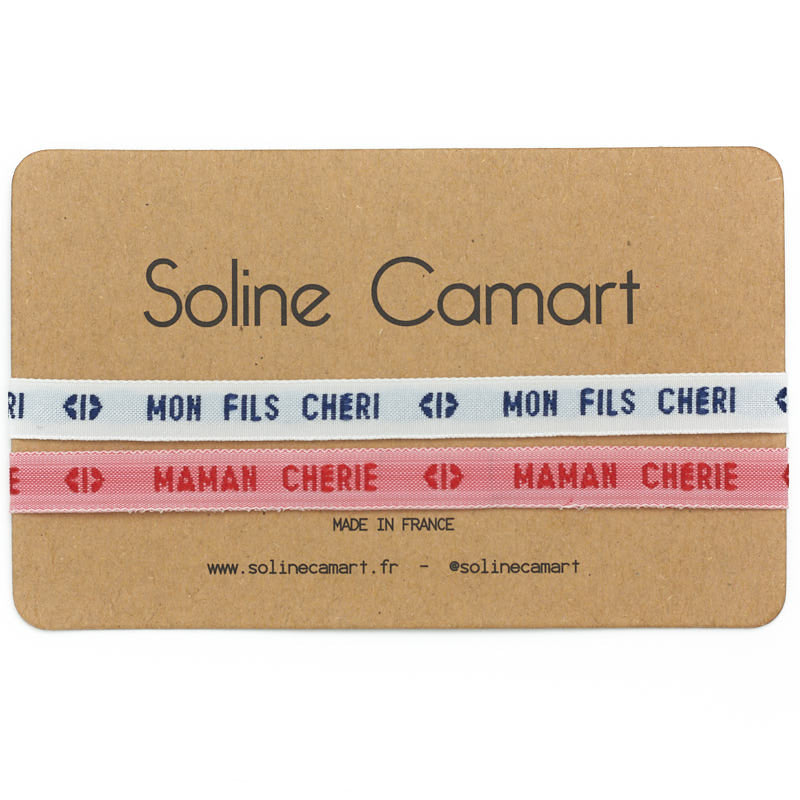 Soline Camart
RI <I> MON FILS CHERI <I> MON FILS CHERI
E <I> MAMAN CHERIE <I> MAMAN CHERIE
MADE IN FRANCE
www.solinecamart.fr - @solinecamart